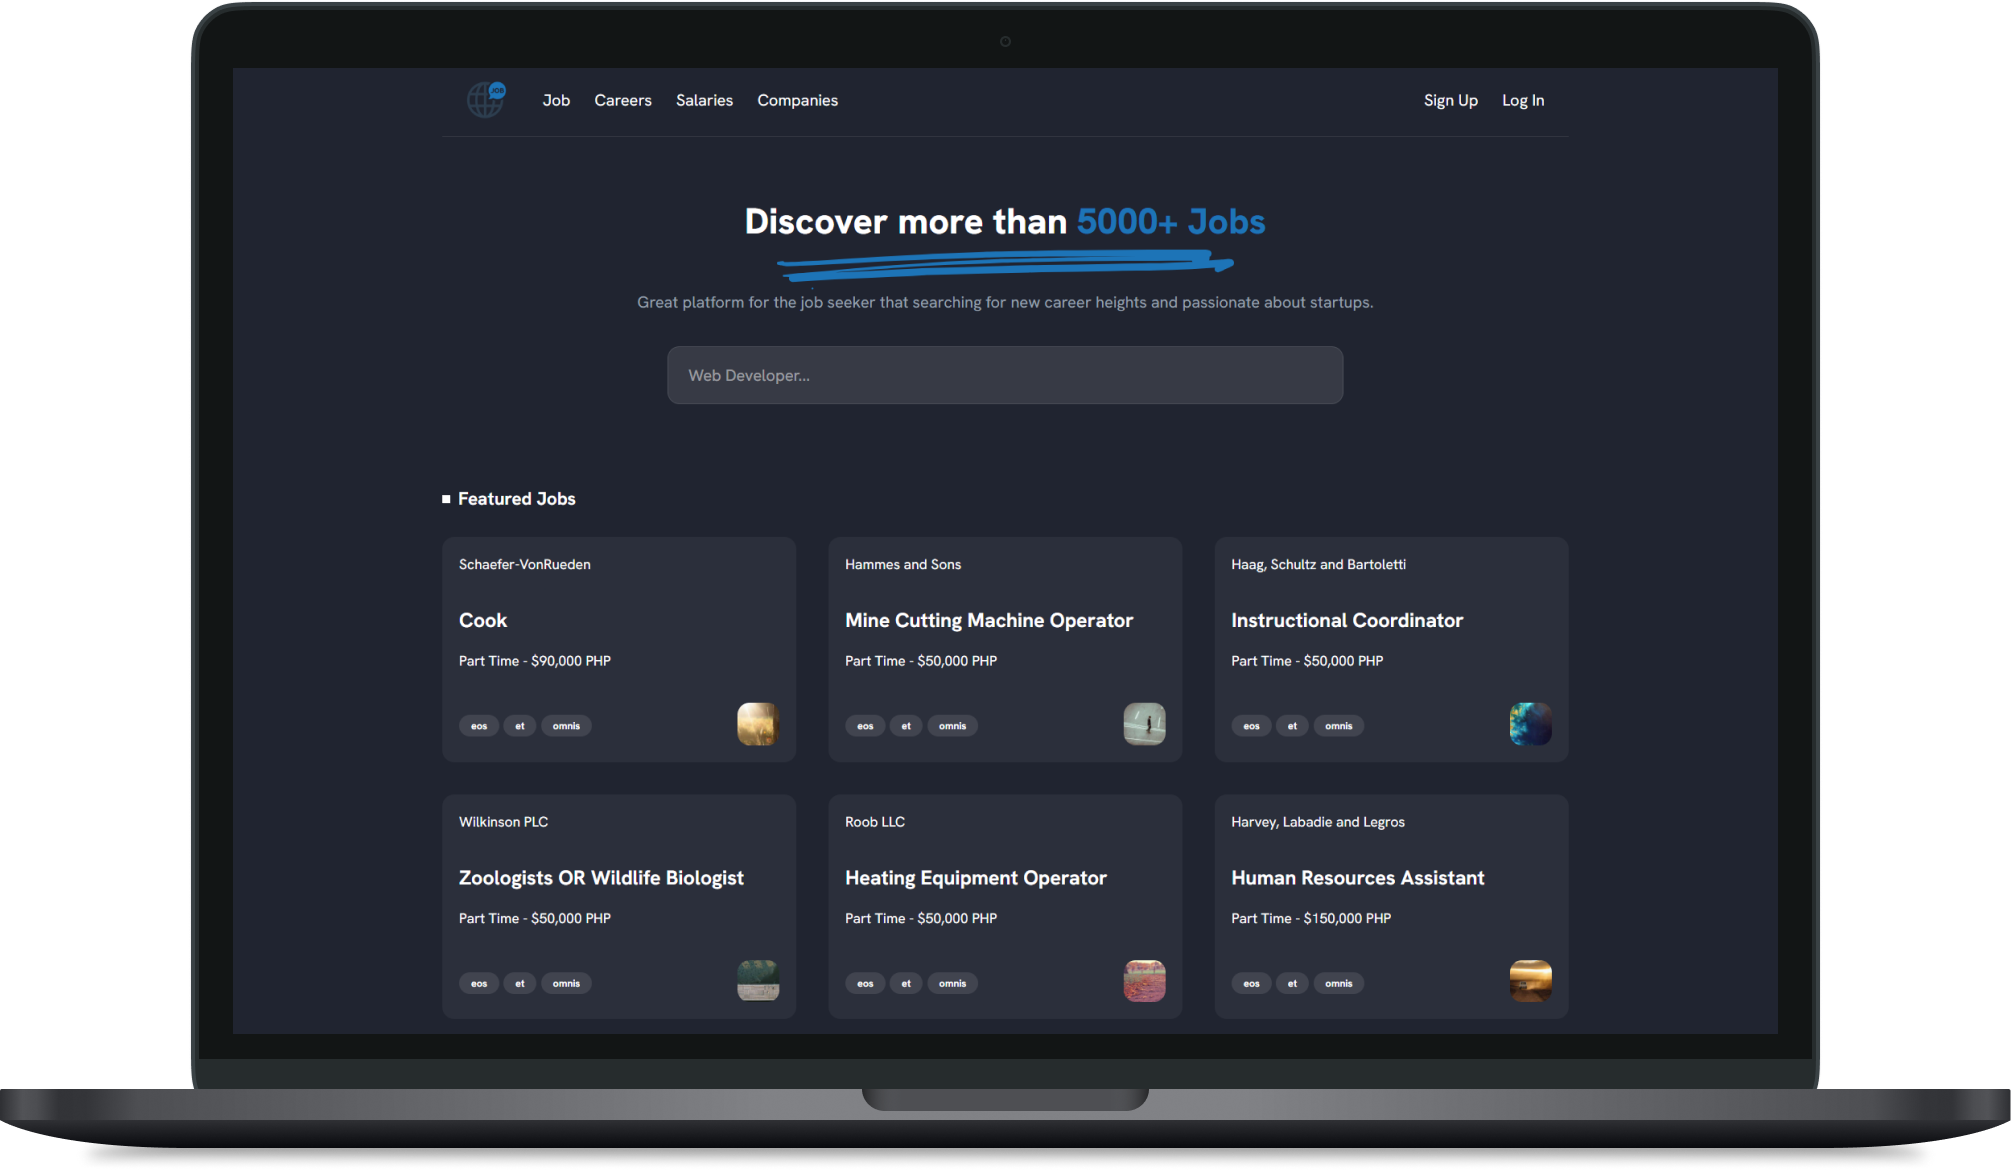 JOB
Job Careers Salaries Companies Sign Up Log In
Discover more than 5000+ Jobs
Great platform for the job seeker that searching for new career heights and passionate about startups.
Web Developer...
Featured Jobs
Schaefer-VonRueden
Cook
Part Time - $90,000 PHP
eos et omnis
Hammes and Sons
Mine Cutting Machine Operator
Part Time - $50,000 PHP
eos et omnis
Haag, Schultz and Bartoletti
Instructional Coordinator
Part Time - $50,000 PHP
eos et omnis
Wilkinson PLC
Zoologists OR Wildlife Biologist
Part Time - $50,000 PHP
eos et omnis
Roob LLC
Heating Equipment Operator
Part Time - $50,000 PHP
eos et omnis
Harvey, Labadie and Legros
Human Resources Assistant
Part Time - $150,000 PHP
eos et omnis